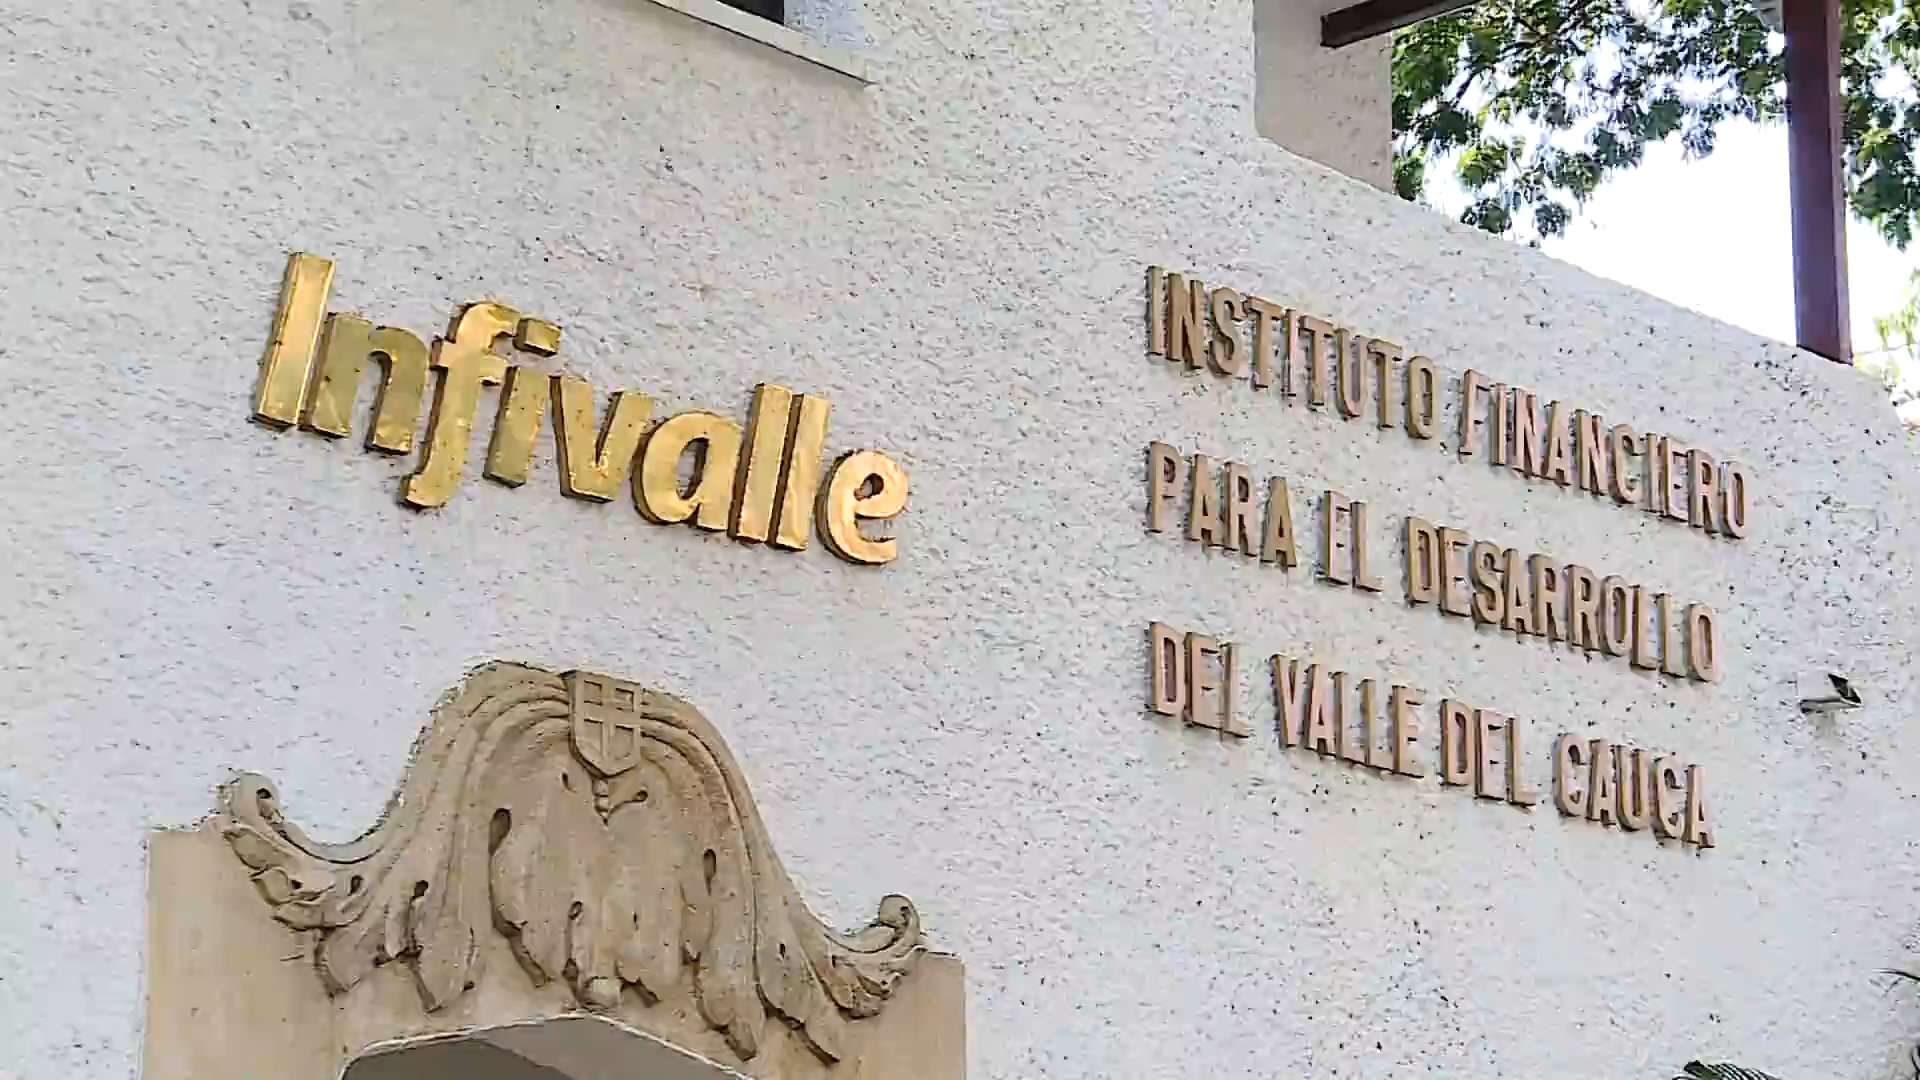 Infivalle
INSTITUTO FINANCIERO
PARA EL DESARROLLO
DEL VALLE DEL CAUCA